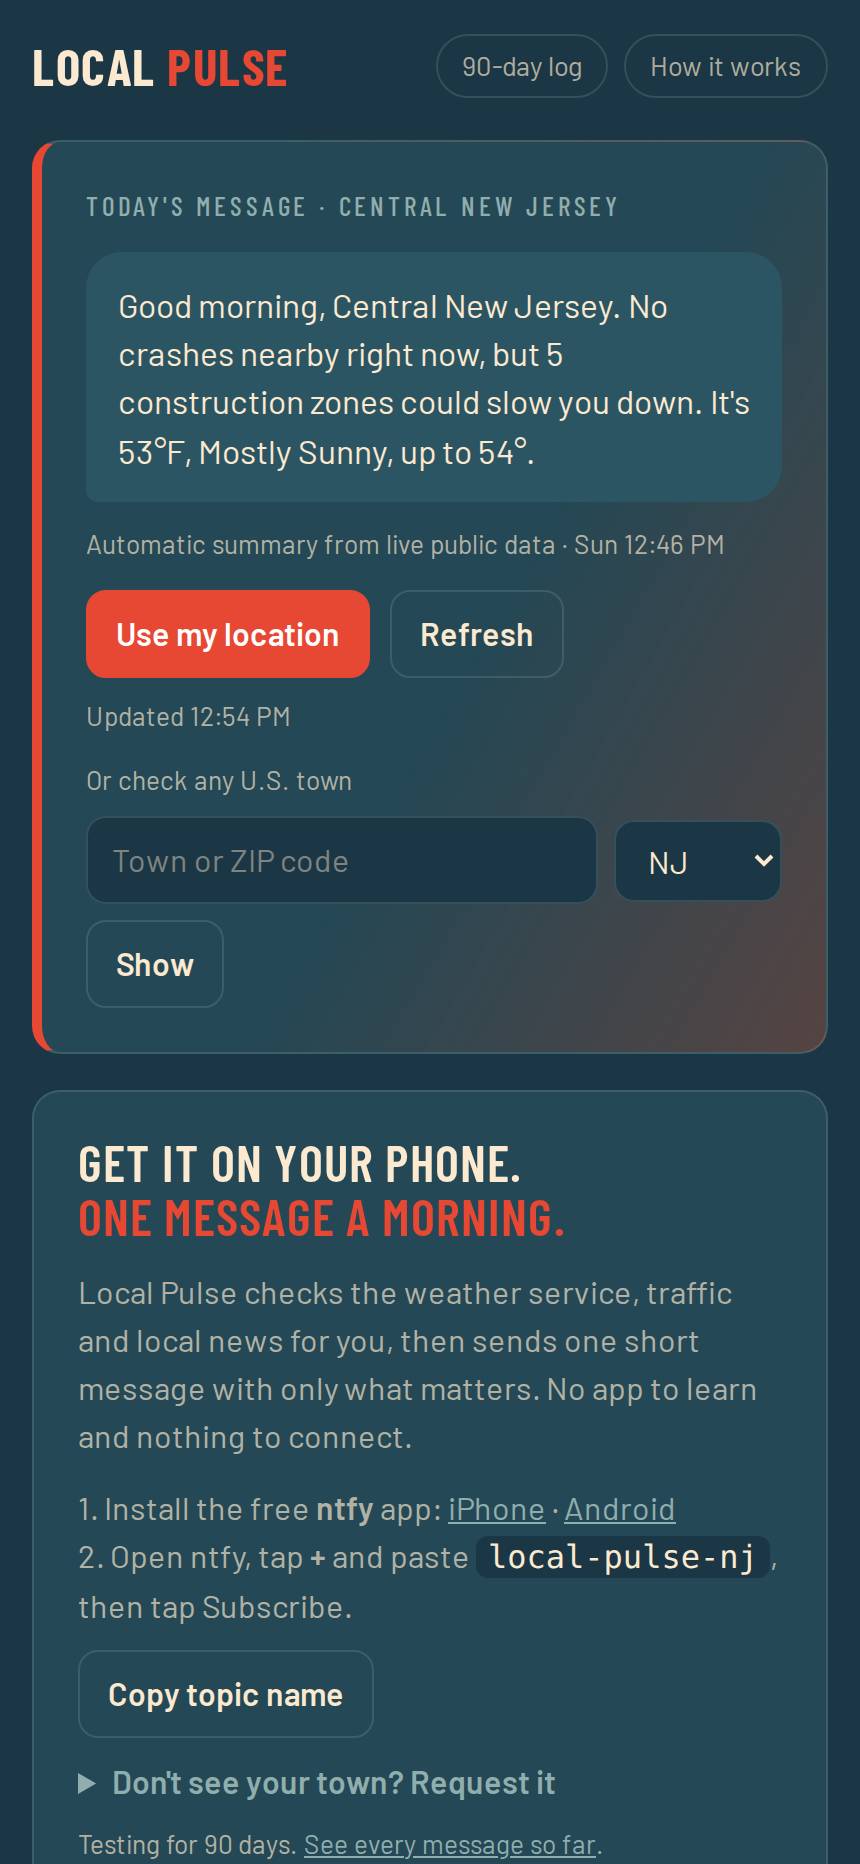 LOCAL PULSE
90-day log
How it works
TODAY'S MESSAGE · CENTRAL NEW JERSEY
Good morning, Central New Jersey. No
crashes nearby right now, but 5
construction zones could slow you down. It's
53°F, Mostly Sunny, up to 54°.
Automatic summary from live public data · Sun 12:46 PM
Use my location
Refresh
Updated 12:54 PM
Or check any U.S. town
Town or ZIP code
NJ
Show
GET IT ON YOUR PHONE.
ONE MESSAGE A MORNING.
Local Pulse checks the weather service, traffic
and local news for you, then sends one short
message with only what matters. No app to learn
and nothing to connect.
1. Install the free ntfy app: iPhone · Android
2. Open ntfy, tap + and paste local-pulse-nj ,
then tap Subscribe.
Copy topic name
Don't see your town? Request it
Testing for 90 days. See every message so far.